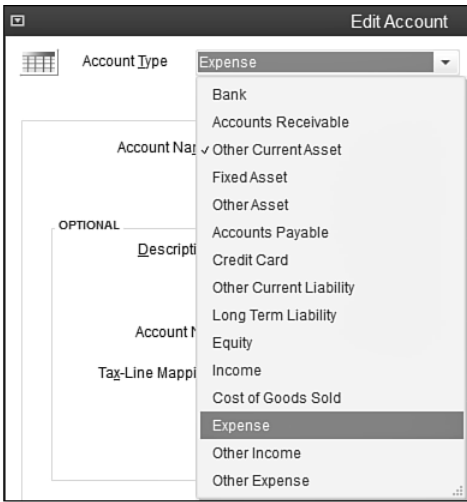 Edit Account
Account Type
Expense
Bank
Accounts Receivable
Account Na
✓ Other Current Asset
Fixed Asset
Other Asset
OPTIONAL
Accounts Payable
Descripti
Credit Card
Other Current Liability
Long Term Liability
Account N
Equity
Tax-Line Mappi
Income
Cost of Goods Sold
Expense
Other Income
Other Expense